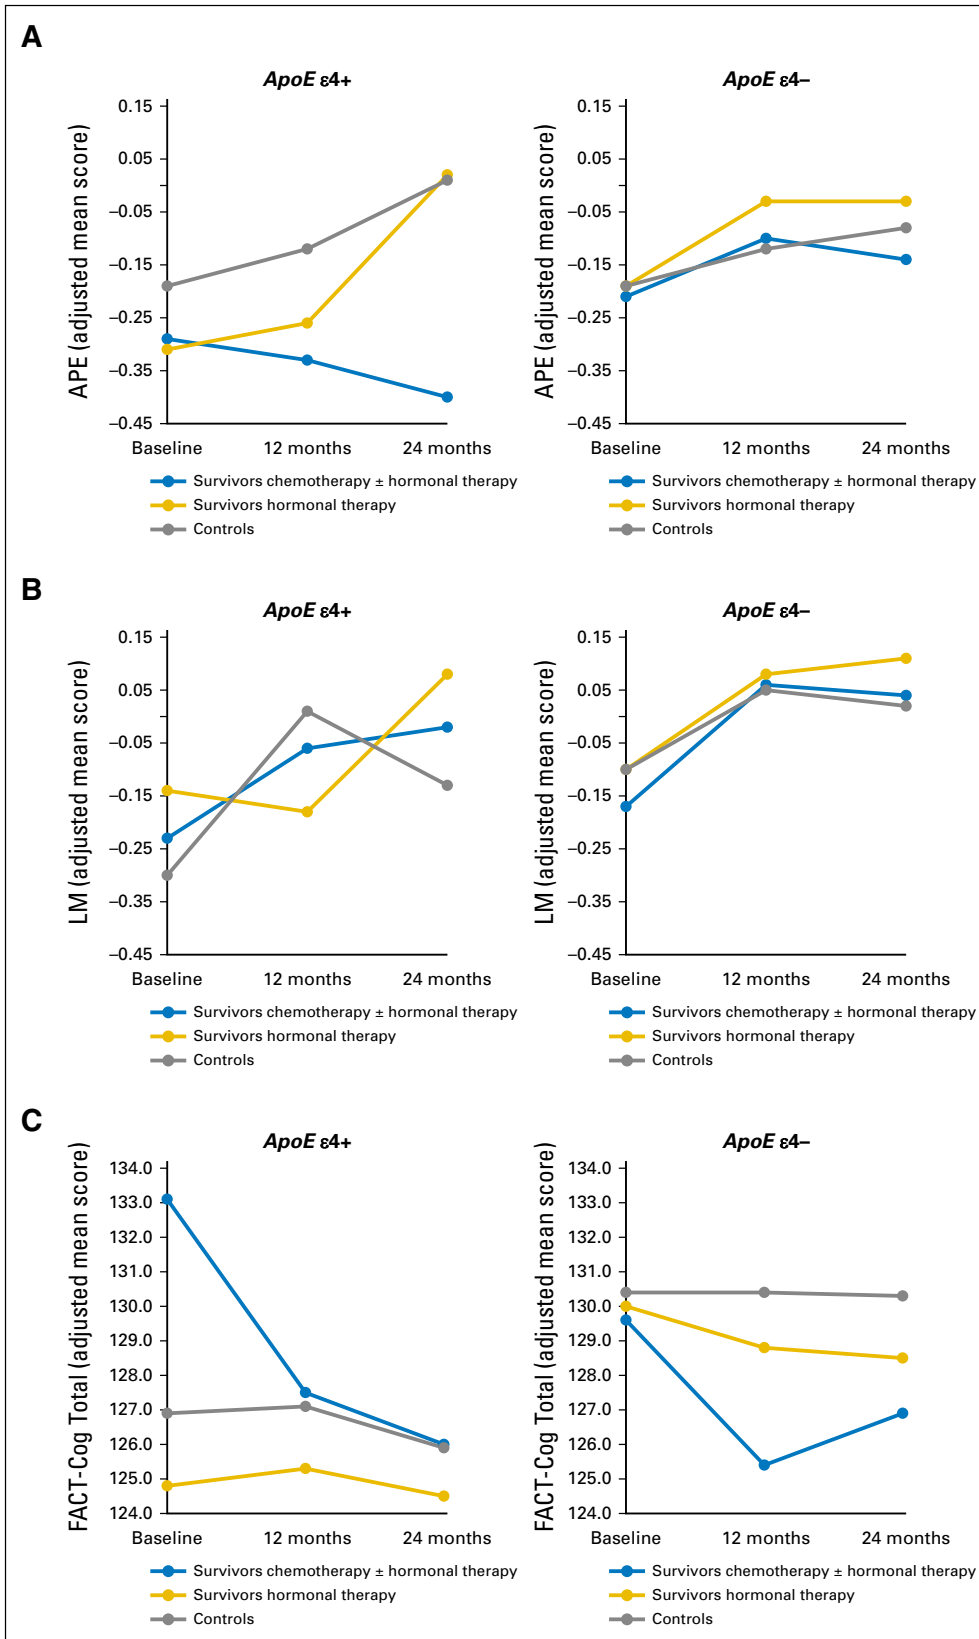 A
ApoE ε4+
APE (adjusted mean score)
0.15
0.05
–0.05
–0.15
–0.25
–0.35
–0.45
Baseline 12 months 24 months
Survivors chemotherapy ± hormonal therapy
Survivors hormonal therapy
Controls
ApoE ε4–
APE (adjusted mean score)
0.15
0.05
–0.05
–0.15
–0.25
–0.35
–0.45
Baseline 12 months 24 months
Survivors chemotherapy ± hormonal therapy
Survivors hormonal therapy
Controls
B
ApoE ε4+
LM (adjusted mean score)
0.15
0.05
–0.05
–0.15
–0.25
–0.35
–0.45
Baseline 12 months 24 months
Survivors chemotherapy ± hormonal therapy
Survivors hormonal therapy
Controls
ApoE ε4–
LM (adjusted mean score)
0.15
0.05
–0.05
–0.15
–0.25
–0.35
–0.45
Baseline 12 months 24 months
Survivors chemotherapy ± hormonal therapy
Survivors hormonal therapy
Controls
C
ApoE ε4+
FACT-Cog Total (adjusted mean score)
134.0
133.0
132.0
131.0
130.0
129.0
128.0
127.0
126.0
125.0
124.0
Baseline 12 months 24 months
Survivors chemotherapy ± hormonal therapy
Survivors hormonal therapy
Controls
ApoE ε4–
FACT-Cog Total (adjusted mean score)
134.0
133.0
132.0
131.0
130.0
129.0
128.0
127.0
126.0
125.0
124.0
Baseline 12 months 24 months
Survivors chemotherapy ± hormonal therapy
Survivors hormonal therapy
Controls